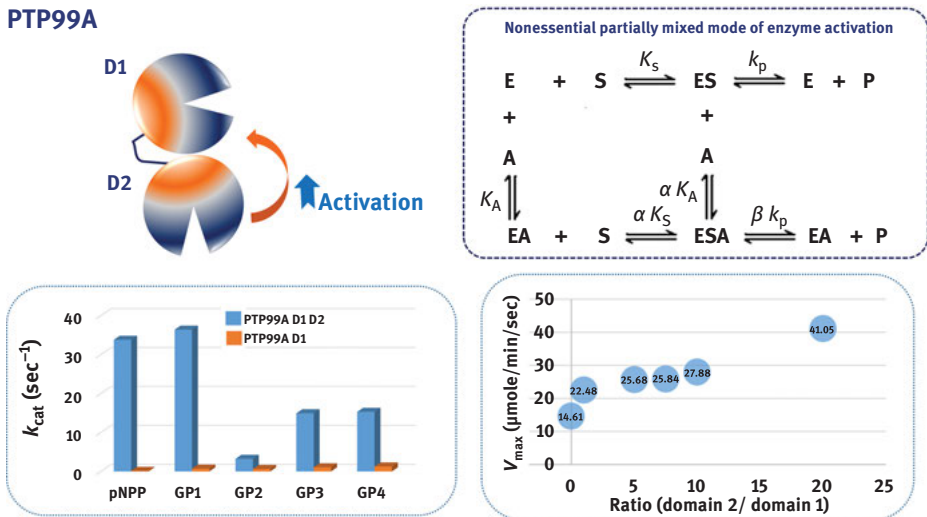 PTP99A
D1
D2
Activation
Nonessential partially mixed mode of enzyme activation
E + S Ks ES kp E + P
+ +
A A
KA α KA
α KS β kp
EA + S ESA EA + P
kcat (sec−1)
40
30
20
10
0
PTP99A D1 D2
PTP99A D1
pNPP GP1 GP2 GP3 GP4
Vmax (µmole/min/sec)
50
40
30
20
10
0
14.61
22.48
25.68
25.84
27.88
41.05
0 5 10 15 20 25
Ratio (domain 2/ domain 1)